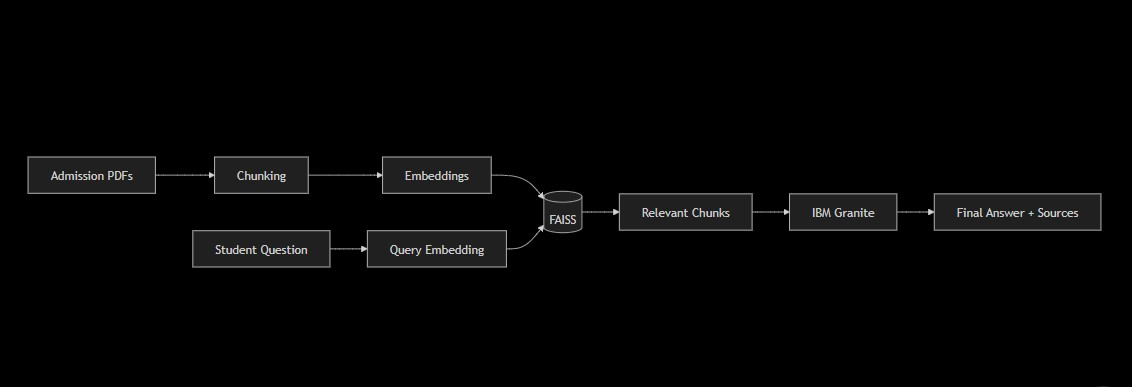 Admission PDFs
Chunking
Embeddings
Student Question
Query Embedding
FAISS
Relevant Chunks
IBM Granite
Final Answer + Sources